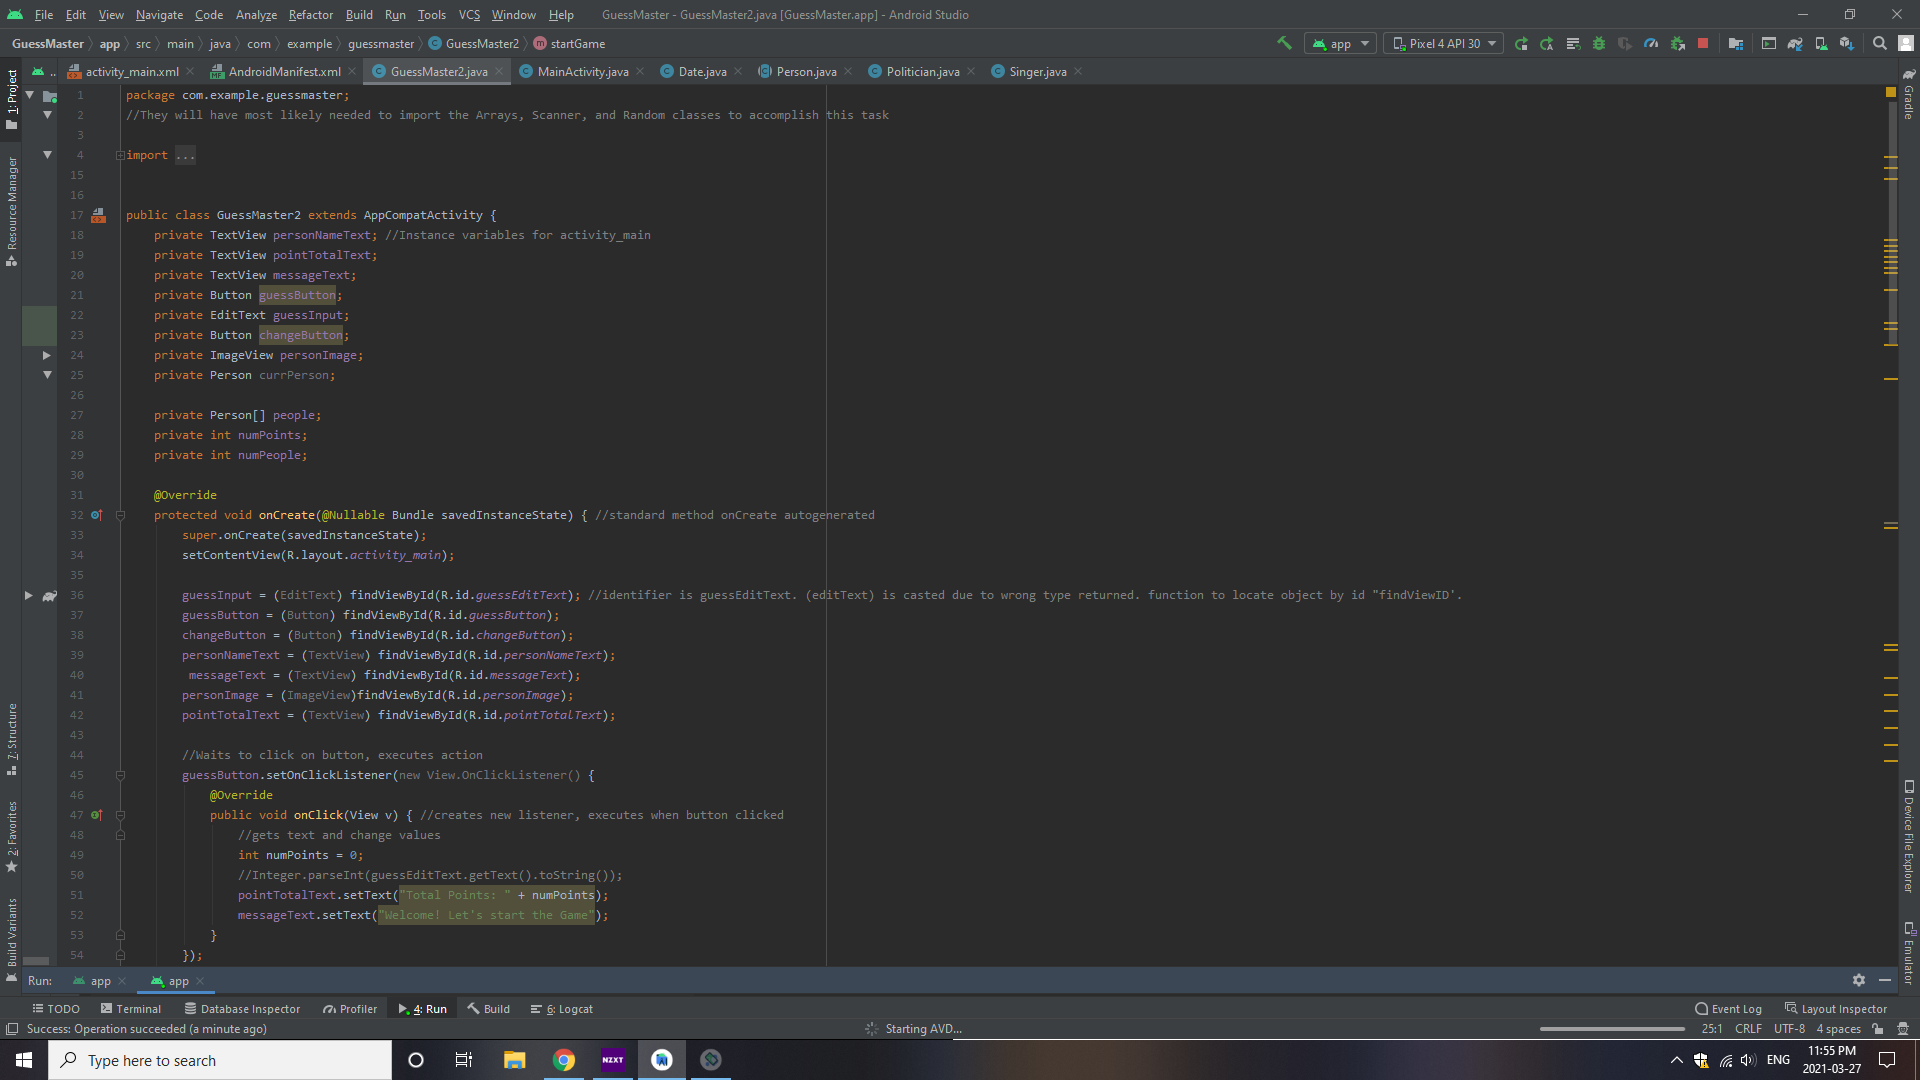 File Edit View Navigate Code Analyze Refactor Build Run Tools VCS Window Help GuessMaster - GuessMaster2.java [GuessMaster.app] - Android Studio
GuessMaster app src main java com example guessmaster GuessMaster2 startGame app Pixel 4 API 30
.. activity_main.xml AndroidManifest.xml GuessMaster2.java MainActivity.java Date.java Person.java Politician.java Singer.java
1: Project
Resource Manager
7: Structure
2: Favorites
Build Variants
Gradle
Device File Explorer
Emulator
1 package com.example.guessmaster;
2 //They will have most likely needed to import the Arrays, Scanner, and Random classes to accomplish this task
3
4 import ...
15
16
17 public class GuessMaster2 extends AppCompatActivity {
18 private TextView personNameText; //Instance variables for activity_main
19 private TextView pointTotalText;
20 private TextView messageText;
21 private Button guessButton;
22 private EditText guessInput;
23 private Button changeButton;
24 private ImageView personImage;
25 private Person currPerson;
26
27 private Person[] people;
28 private int numPoints;
29 private int numPeople;
30
31 @Override
32 protected void onCreate(@Nullable Bundle savedInstanceState) { //standard method onCreate autogenerated
33 super.onCreate(savedInstanceState);
34 setContentView(R.layout.activity_main);
35
36 guessInput = (EditText) findViewById(R.id.guessEditText); //identifier is guessEditText. (editText) is casted due to wrong type returned. function to locate object by id "findViewID'.
37 guessButton = (Button) findViewById(R.id.guessButton);
38 changeButton = (Button) findViewById(R.id.changeButton);
39 personNameText = (TextView) findViewById(R.id.personNameText);
40 messageText = (TextView) findViewById(R.id.messageText);
41 personImage = (ImageView)findViewById(R.id.personImage);
42 pointTotalText = (TextView) findViewById(R.id.pointTotalText);
43
44 //Waits to click on button, executes action
45 guessButton.setOnClickListener(new View.OnClickListener() {
46 @Override
47 public void onClick(View v) { //creates new listener, executes when button clicked
48 //gets text and change values
49 int numPoints = 0;
50 //Integer.parseInt(guessEditText.getText().toString());
51 pointTotalText.setText("Total Points: " + numPoints);
52 messageText.setText("Welcome! Let's start the Game");
53 }
54 });
Run: app app
TODO Terminal Database Inspector Profiler 4: Run Build 6: Logcat Event Log Layout Inspector
Success: Operation succeeded (a minute ago) Starting AVD... 25:1 CRLF UTF-8 4 spaces
Type here to search NZXT ENG 11:55 PM
2021-03-27